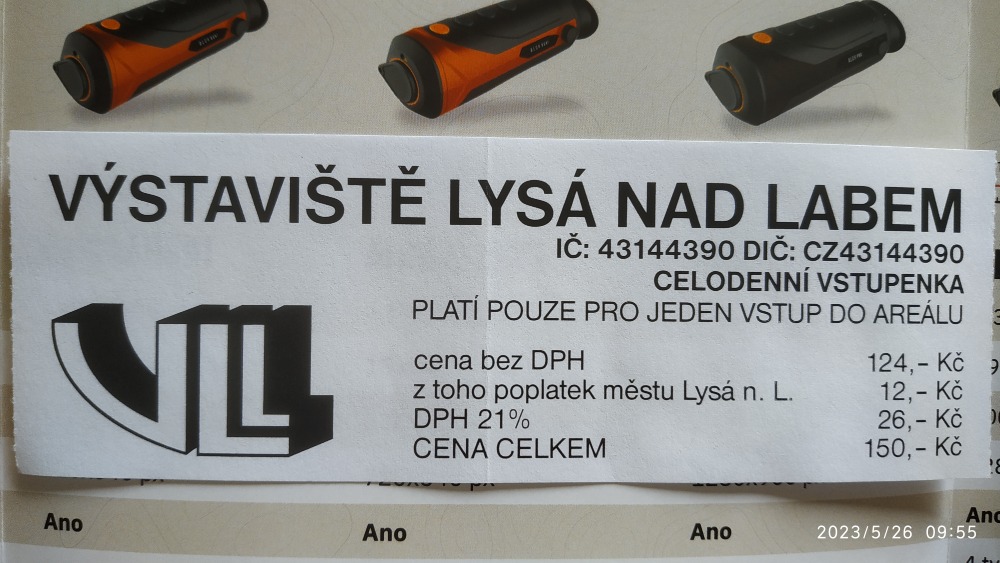 VÝSTAVIŠTĚ LYSÁ NAD LABEM
IČ: 43144390 DIČ: CZ43144390
CELODENNÍ VSTUPENKA
PLATÍ POUZE PRO JEDEN VSTUP DO AREÁLU
VLL
cena bez DPH 124,– Kč
z toho poplatek městu Lysá n. L. 12,– Kč
DPH 21% 26,– Kč
CENA CELKEM 150,– Kč
Ano Ano Ano Ano
2023/5/26 09:55